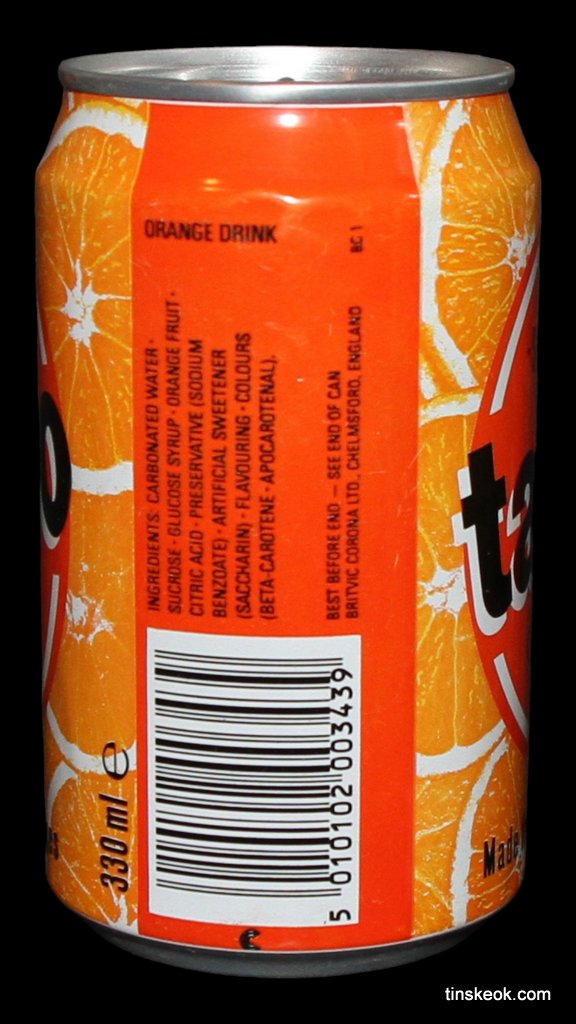 ORANGE DRINK
BG 1
INGREDIENTS: CARBONATED WATER ·
SUCROSE · GLUCOSE SYRUP · ORANGE FRUIT ·
CITRIC ACID · PRESERVATIVE (SODIUM
BENZOATE) · ARTIFICIAL SWEETENER
(SACCHARIN) · FLAVOURING · COLOURS
(BETA-CAROTENE · APOCAROTENAL).
BEST BEFORE END — SEE END OF CAN
BRITVIC CORONA LTD., CHELMSFORD, ENGLAND
330 ml e
5 010102 003439
o
ta
Made
tinskeok.com